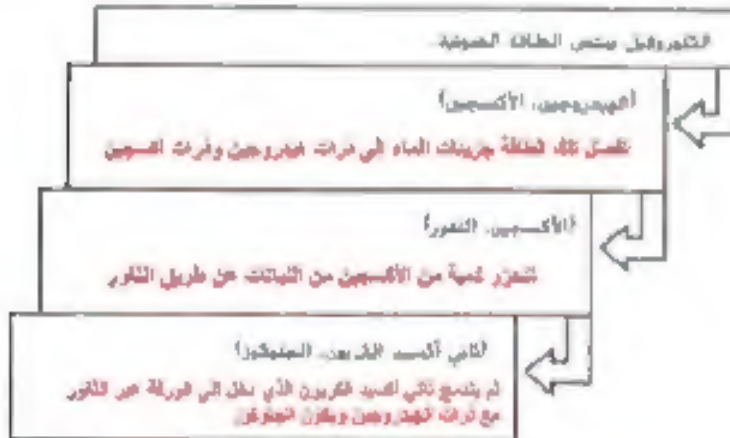 الكلوروفيل يمتص الطاقة الضوئية.
(الهيدروجين، الأكسجين)
تفصل تلك الطاقة جزيئات الماء إلى ذرات هيدروجين وذرات أكسجين
(الأكسجين، الثغور)
تتحرر كمية من الأكسجين من النباتات عن طريق الثغور
(ثاني أكسيد الكربون، الجلوكوز)
ثم يندمج ثاني أكسيد الكربون الذي دخل إلى الورقة عبر الثغور
مع ذرات الهيدروجين ويكون الجلوكوز